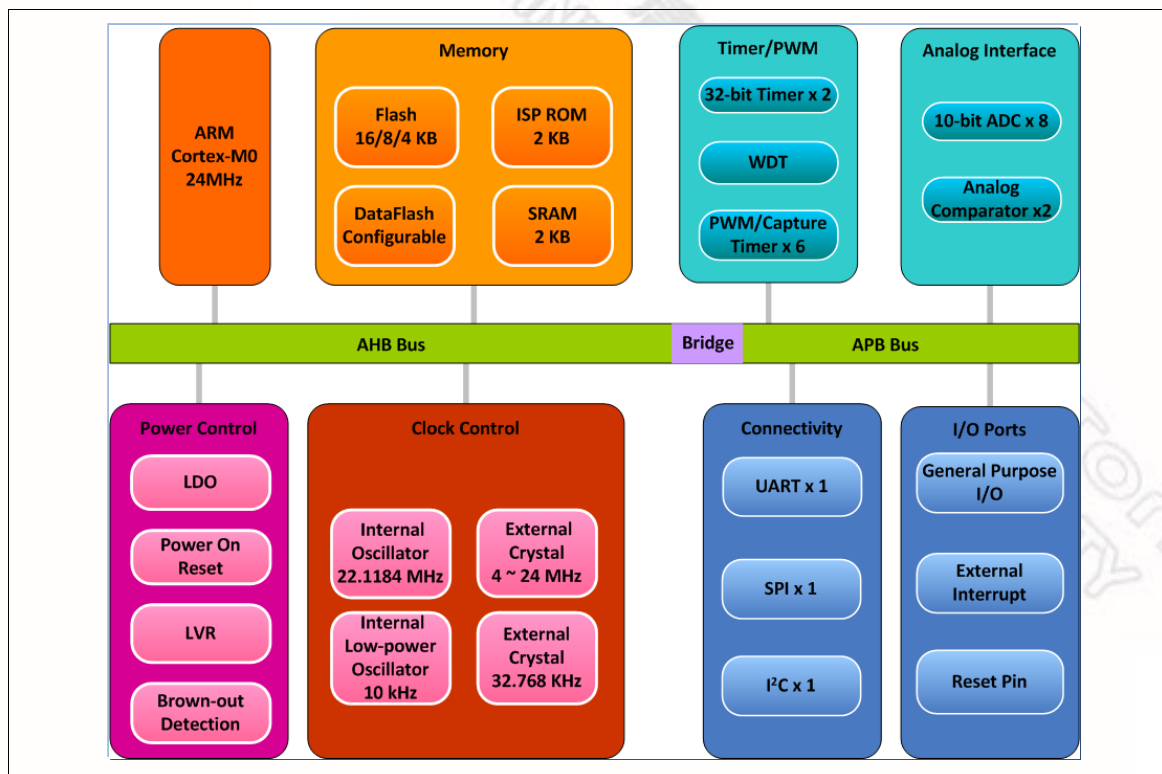 ARM
Cortex-M0
24MHz
Memory
Flash
16/8/4 KB
ISP ROM
2 KB
DataFlash
Configurable
SRAM
2 KB
Timer/PWM
32-bit Timer x 2
WDT
PWM/Capture
Timer x 6
Analog Interface
10-bit ADC x 8
Analog
Comparator x2
AHB Bus
Bridge
APB Bus
Power Control
LDO
Power On
Reset
LVR
Brown-out
Detection
Clock Control
Internal
Oscillator
22.1184 MHz
External
Crystal
4 ~ 24 MHz
Internal
Low-power
Oscillator
10 kHz
External
Crystal
32.768 KHz
Connectivity
UART x 1
SPI x 1
I²C x 1
I/O Ports
General Purpose
I/O
External
Interrupt
Reset Pin